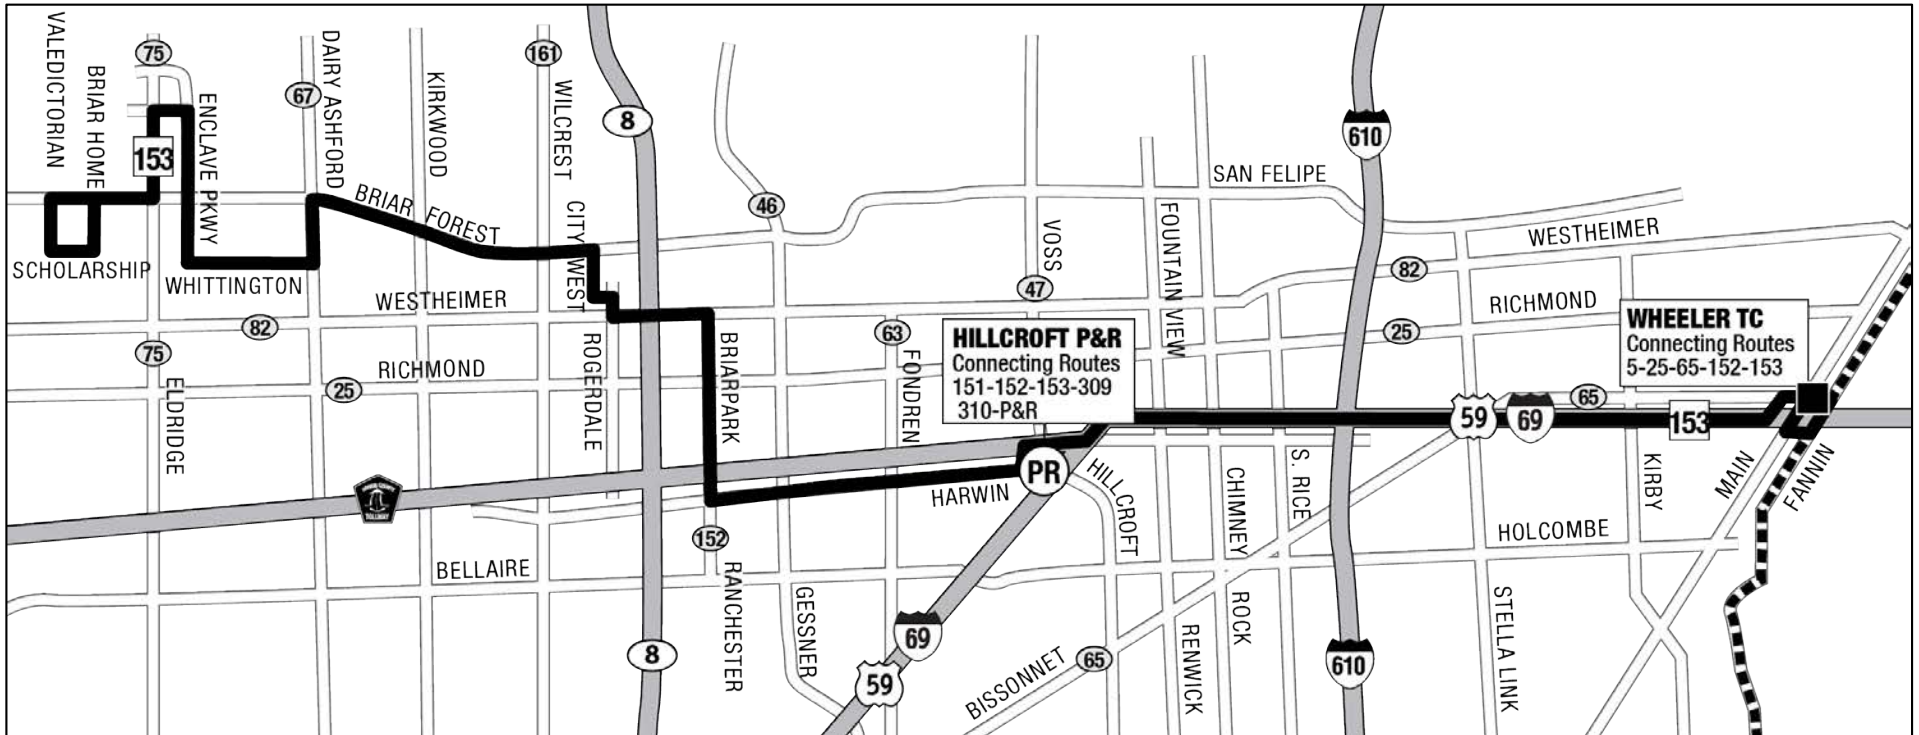 VALEDICTORIAN
BRIAR HOME
75
153
ENCLAVE PKWY
67
DAIRY ASHFORD
KIRKWOOD
161
WILCREST
8
610
SAN FELIPE
46
BRIAR FOREST
CITY WEST
VOSS
FOUNTAIN VIEW
WESTHEIMER
SCHOLARSHIP
WHITTINGTON
WESTHEIMER
82
82
47
RICHMOND
25
75
63
HILLCROFT P&R
Connecting Routes
151-152-153-309
310-P&R
WHEELER TC
Connecting Routes
5-25-65-152-153
ROGERDALE
BRIARPARK
FONDREN
RICHMOND
25
ELDRIDGE
65
59
69
153
PR
HARWIN
HILLCROFT
CHIMNEY ROCK
S. RICE
KIRBY
MAIN
FANNIN
152
HOLCOMBE
BELLAIRE
RANCHESTER
GESSNER
69
59
8
BISSONNET
65
RENWICK
610
STELLA LINK